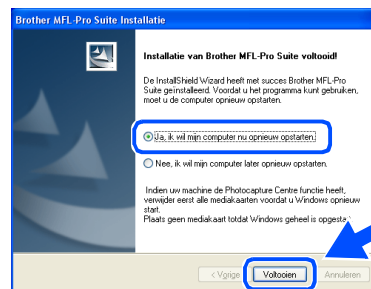 Brother MFL-Pro Suite Installatie
Installatie van Brother MFL-Pro Suite voltooid!
De InstallShield Wizard heeft met succes Brother MFL-Pro
Suite geïnstalleerd. Voordat u het programma kunt gebruiken,
moet u de computer opnieuw opstarten.
Ja, ik wil mijn computer nu opnieuw opstarten.
Nee, ik wil mijn computer later opnieuw opstarten.
Indien uw machine de Photocapture Centre functie heeft,
verwijder eerst alle mediakaarten voordat u Windows opnieuw
start.
Plaats geen mediakaart totdat Windows geheel is
< Vorige Voltooien Annuleren